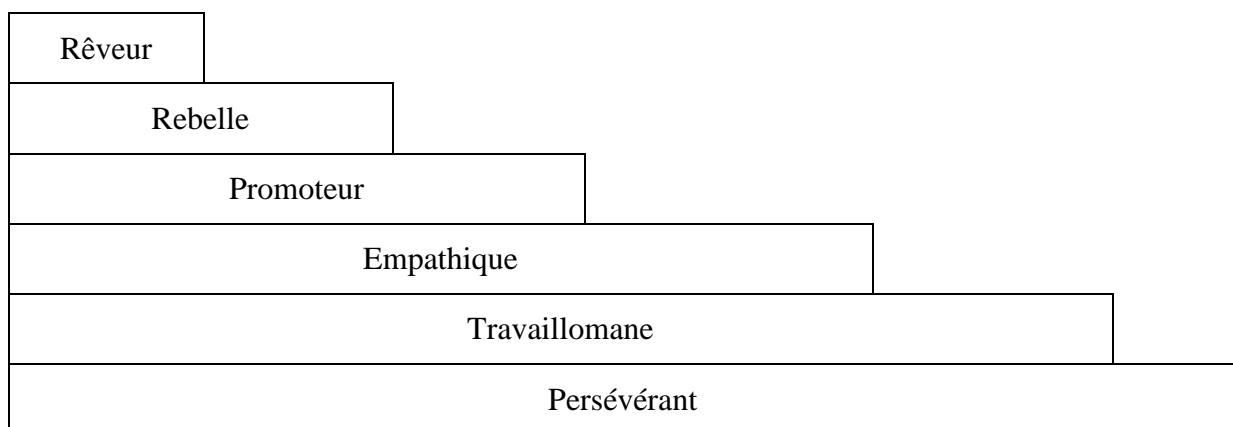 Rêveur
Rebelle
Promoteur
Empathique
Travaillomane
Persévérant